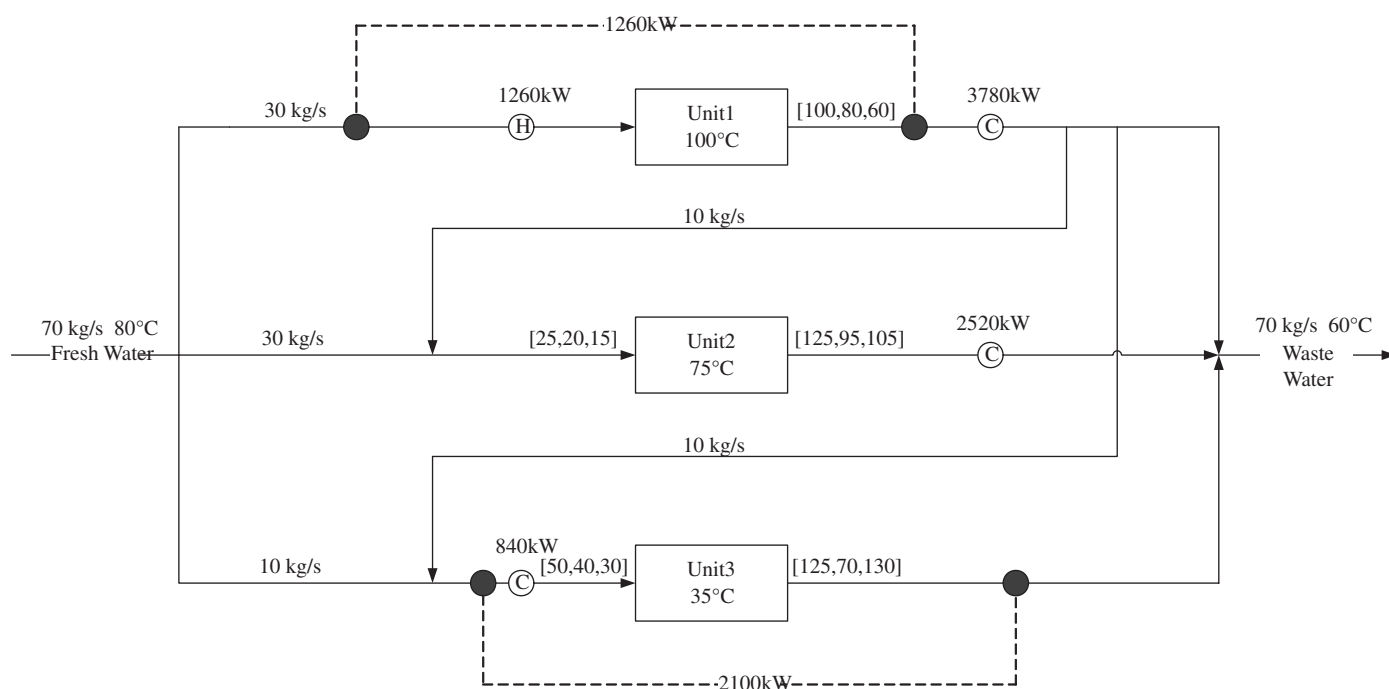 1260kW
30 kg/s
1260kW
H
Unit1
100°C
[100,80,60]
3780kW
C
10 kg/s
70 kg/s 80°C
Fresh Water
30 kg/s
[25,20,15]
Unit2
75°C
[125,95,105]
2520kW
C
70 kg/s 60°C
Waste
Water
10 kg/s
10 kg/s
840kW
C
[50,40,30]
Unit3
35°C
[125,70,130]
2100kW